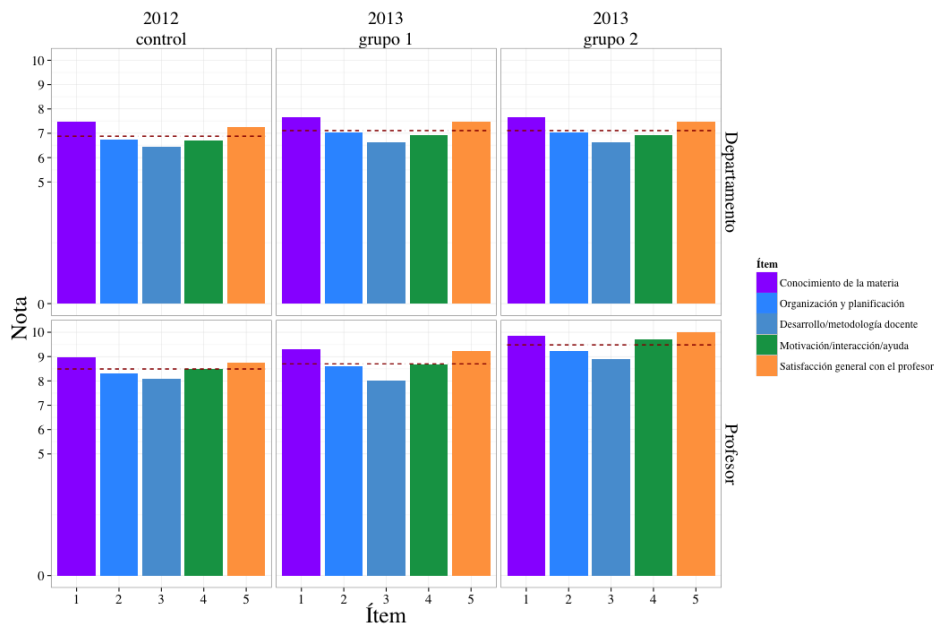 2012
control
2013
grupo 1
2013
grupo 2
10
9
8
7
6
5
0
Departamento
10
9
8
7
6
5
0
Profesor
Nota
1 2 3 4 5
1 2 3 4 5
1 2 3 4 5
Ítem
Ítem
Conocimiento de la materia
Organización y planificación
Desarrollo/metodología docente
Motivación/interacción/ayuda
Satisfacción general con el profesor